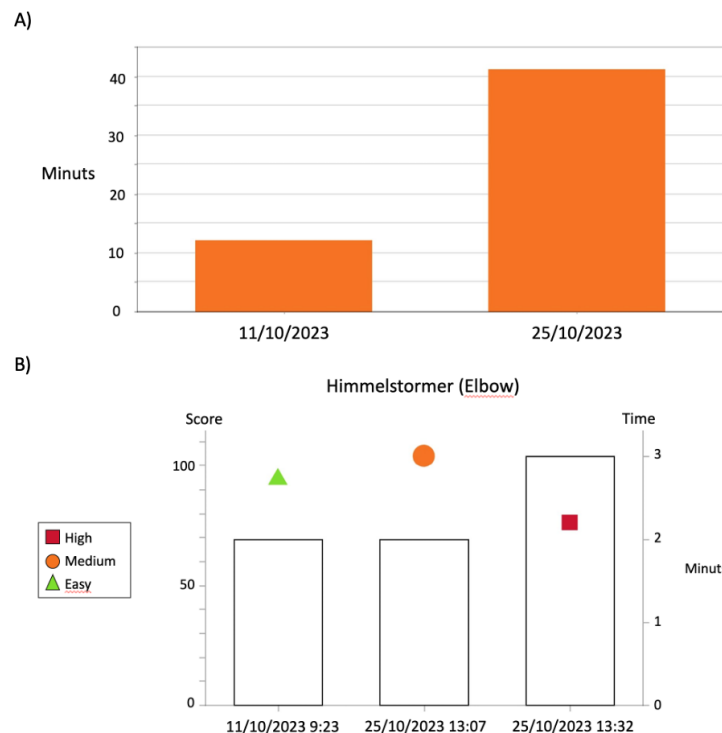 A)
40
30
Minuts
20
10
0
11/10/2023
25/10/2023
B)
Himmelstormer (Elbow)
Score
Time
100
3
High
Medium
Easy
2
Minut
50
1
0
0
11/10/2023 9:23
25/10/2023 13:07
25/10/2023 13:32